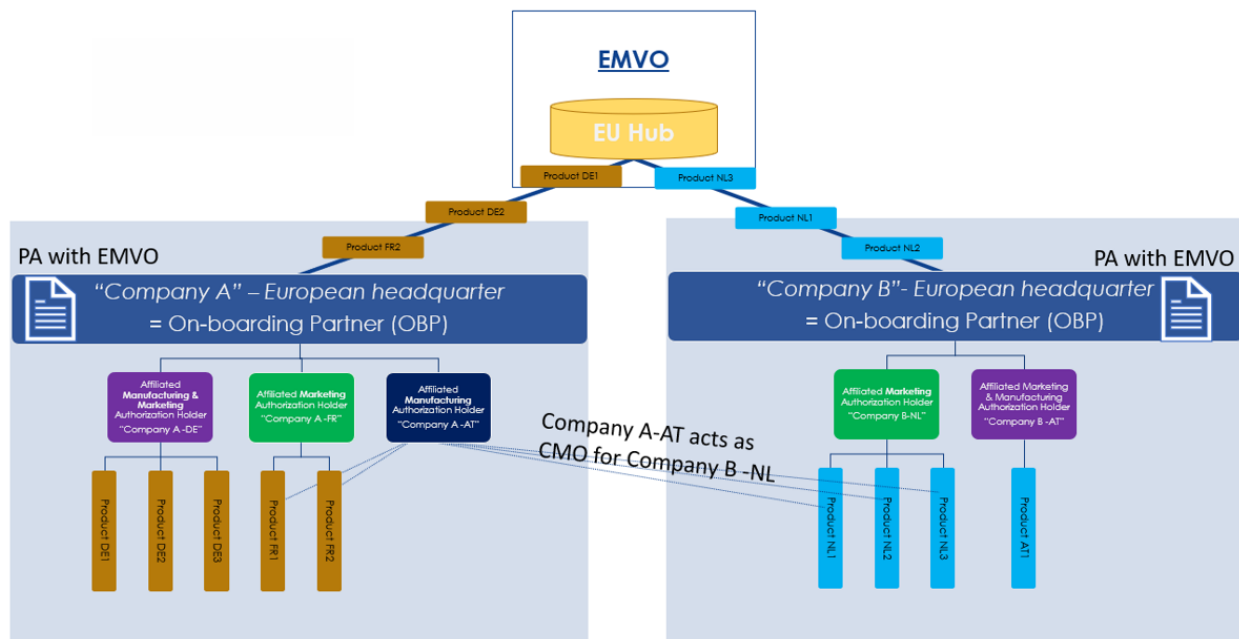 EMVO
EU Hub
Product DE1
Product NL3
Product DE2
Product NL1
Product FR2
Product NL2
PA with EMVO
PA with EMVO
“Company A” – European headquarter
= On-boarding Partner (OBP)
“Company B”- European headquarter
= On-boarding Partner (OBP)
Affiliated
Manufacturing &
Marketing
Authorization Holder
“Company A -DE”
Affiliated Marketing
Authorization Holder
“Company A -FR”
Affiliated
Manufacturing
Authorization Holder
“Company A -AT”
Affiliated Marketing
Authorization Holder
“Company B-NL”
Affiliated Marketing
& Manufacturing
Authorization Holder
“Company B -AT”
Company A-AT acts as
CMO for Company B -NL
Product DE1
Product DE2
Product DE3
Product FR1
Product FR2
Product NL1
Product NL2
Product NL3
Product AT1